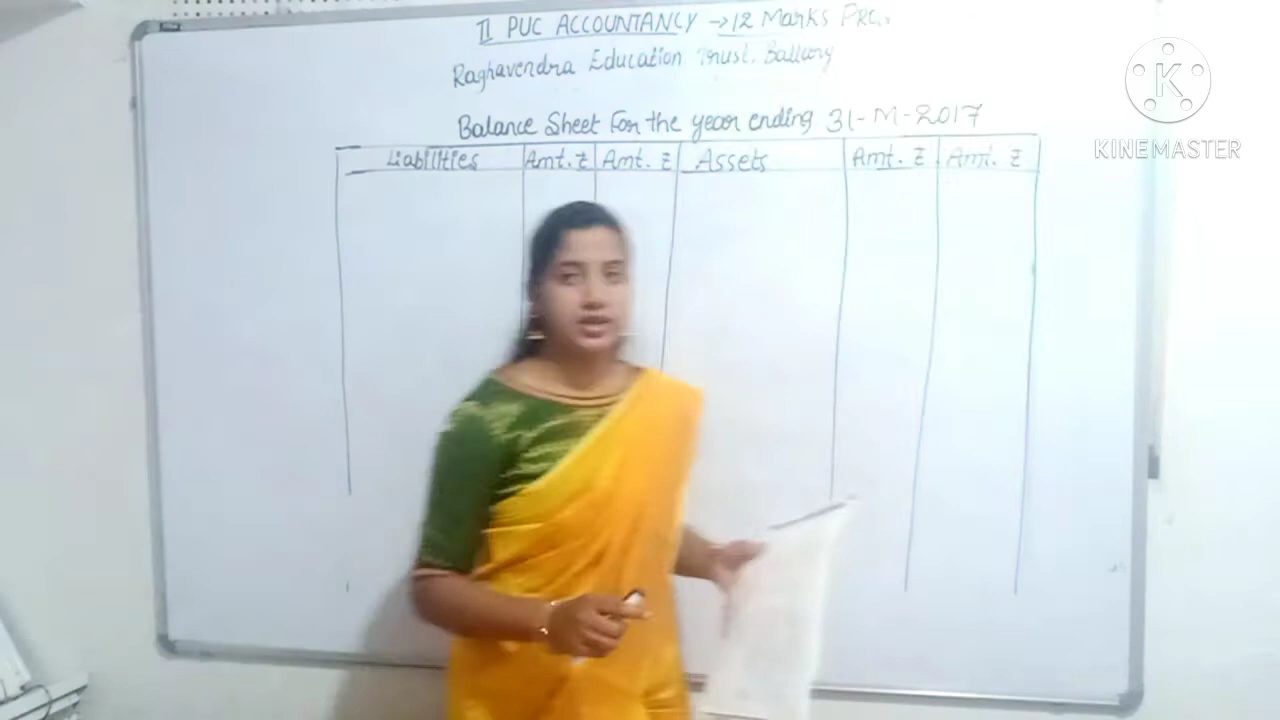 II PUC ACCOUNTANCY → 12 Marks
Raghavendra Education Trust. Ballary
Balance Sheet For the year ending 31-M-2017
Liabilities Amt. ₹ Amt. ₹ Assets Amt. ₹ Amt. ₹
K
KINEMASTER